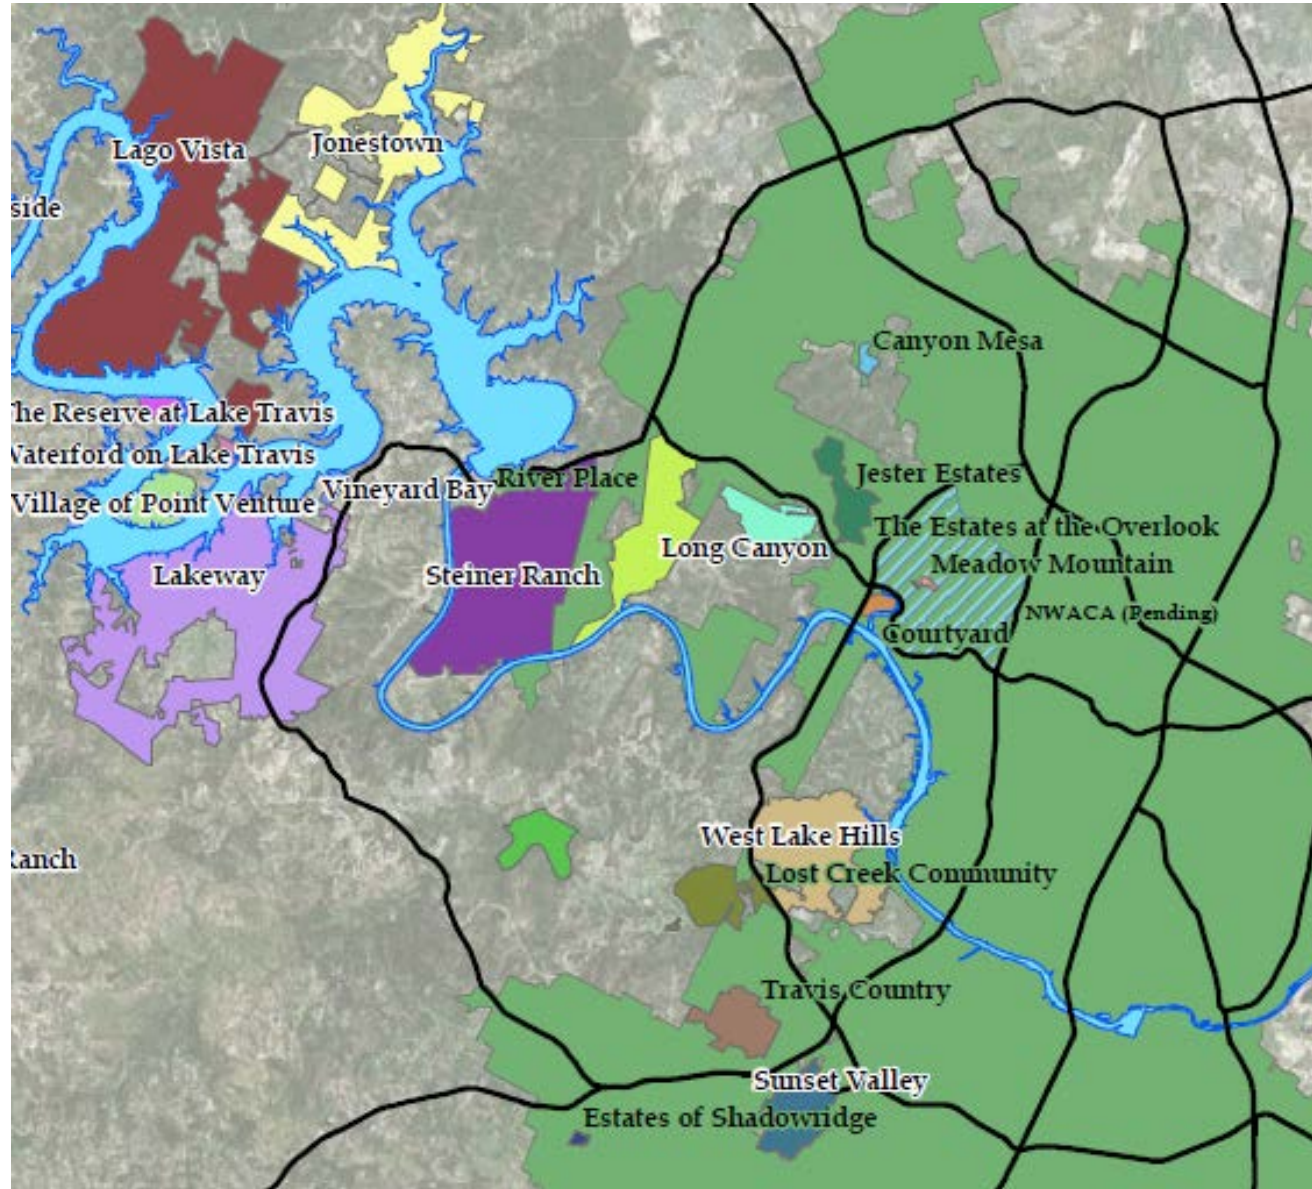 Lago Vista
Jonestown
side
Canyon Mesa
he Reserve at Lake Travis
Waterford on Lake Travis
River Place
Jester Estates
Village of Point Venture
Vineyard Bay
The Estates at the Overlook
Long Canyon
Meadow Mountain
Lakeway
Steiner Ranch
NWACA (Pending)
Courtyard
West Lake Hills
Ranch
Lost Creek Community
Travis Country
Sunset Valley
Estates of Shadowridge